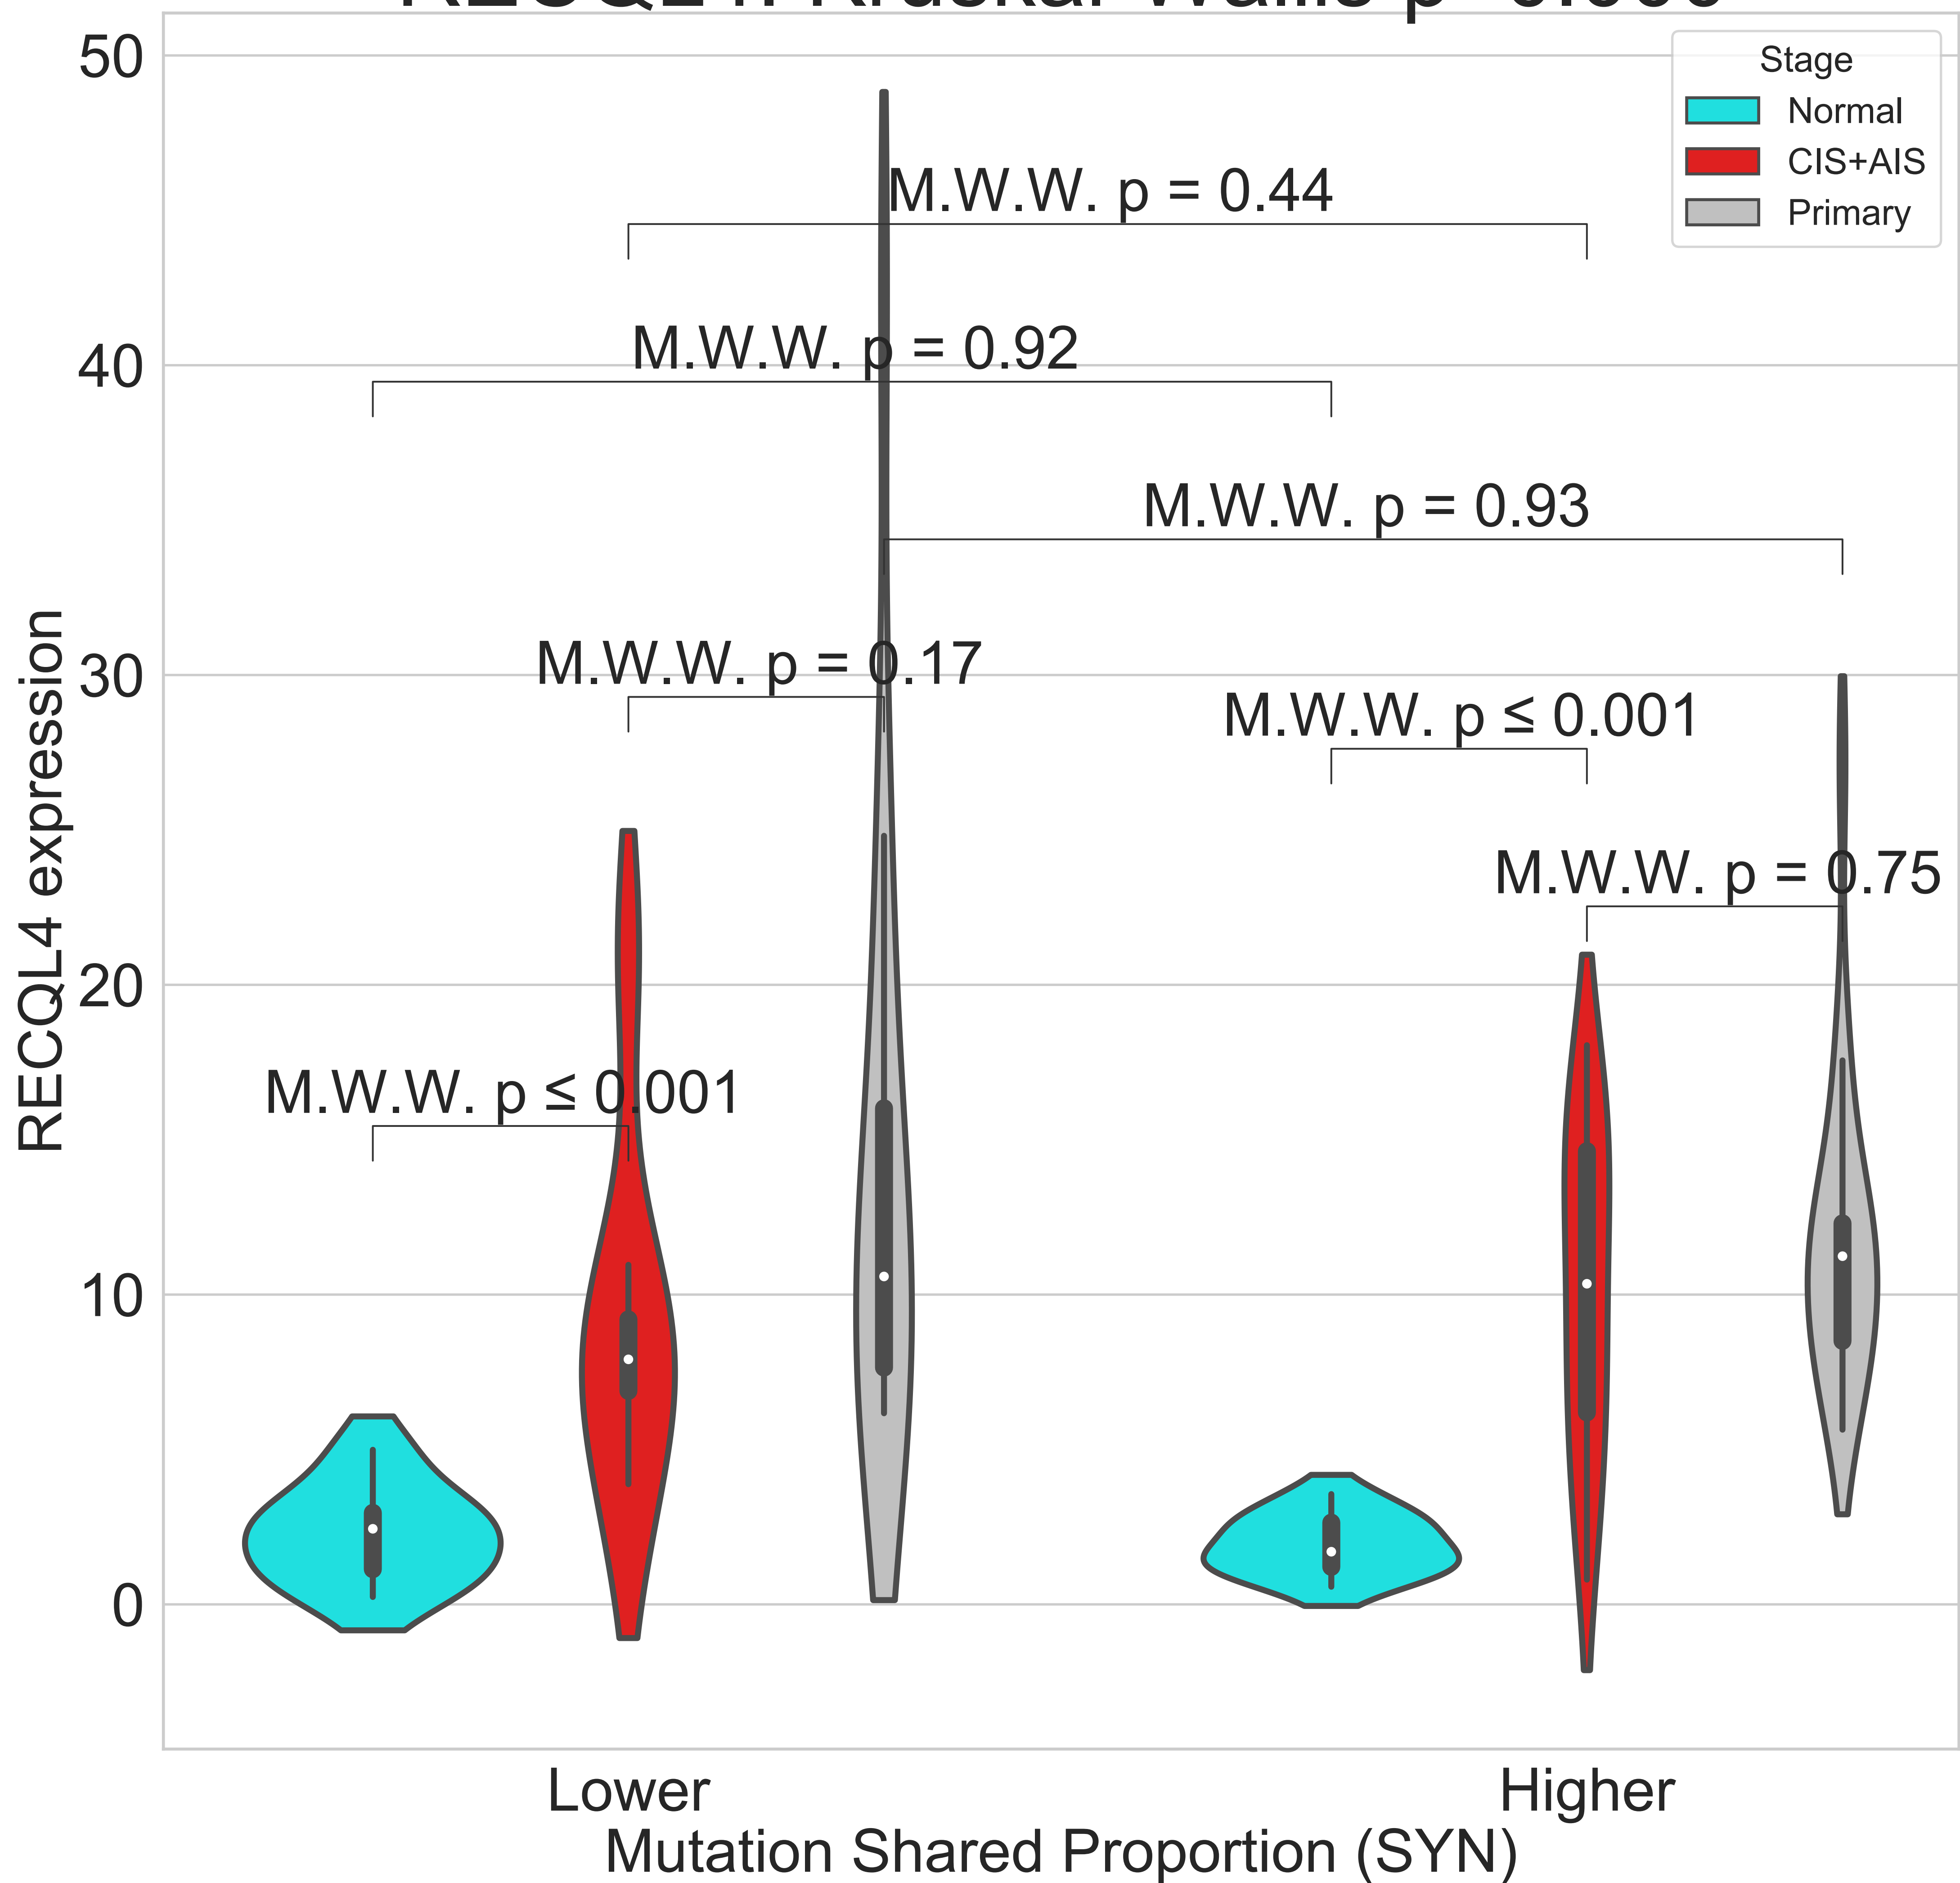 50
Stage
Normal
CIS+AIS
Primary
M.W.W. p = 0.44
40
M.W.W. p = 0.92
M.W.W. p = 0.93
30
M.W.W. p = 0.17
M.W.W. p ≤ 0.001
M.W.W. p = 0.75
20
M.W.W. p ≤ 0.001
10
0
RECQL4 expression
Lower
Higher
Mutation Shared Proportion (SYN)